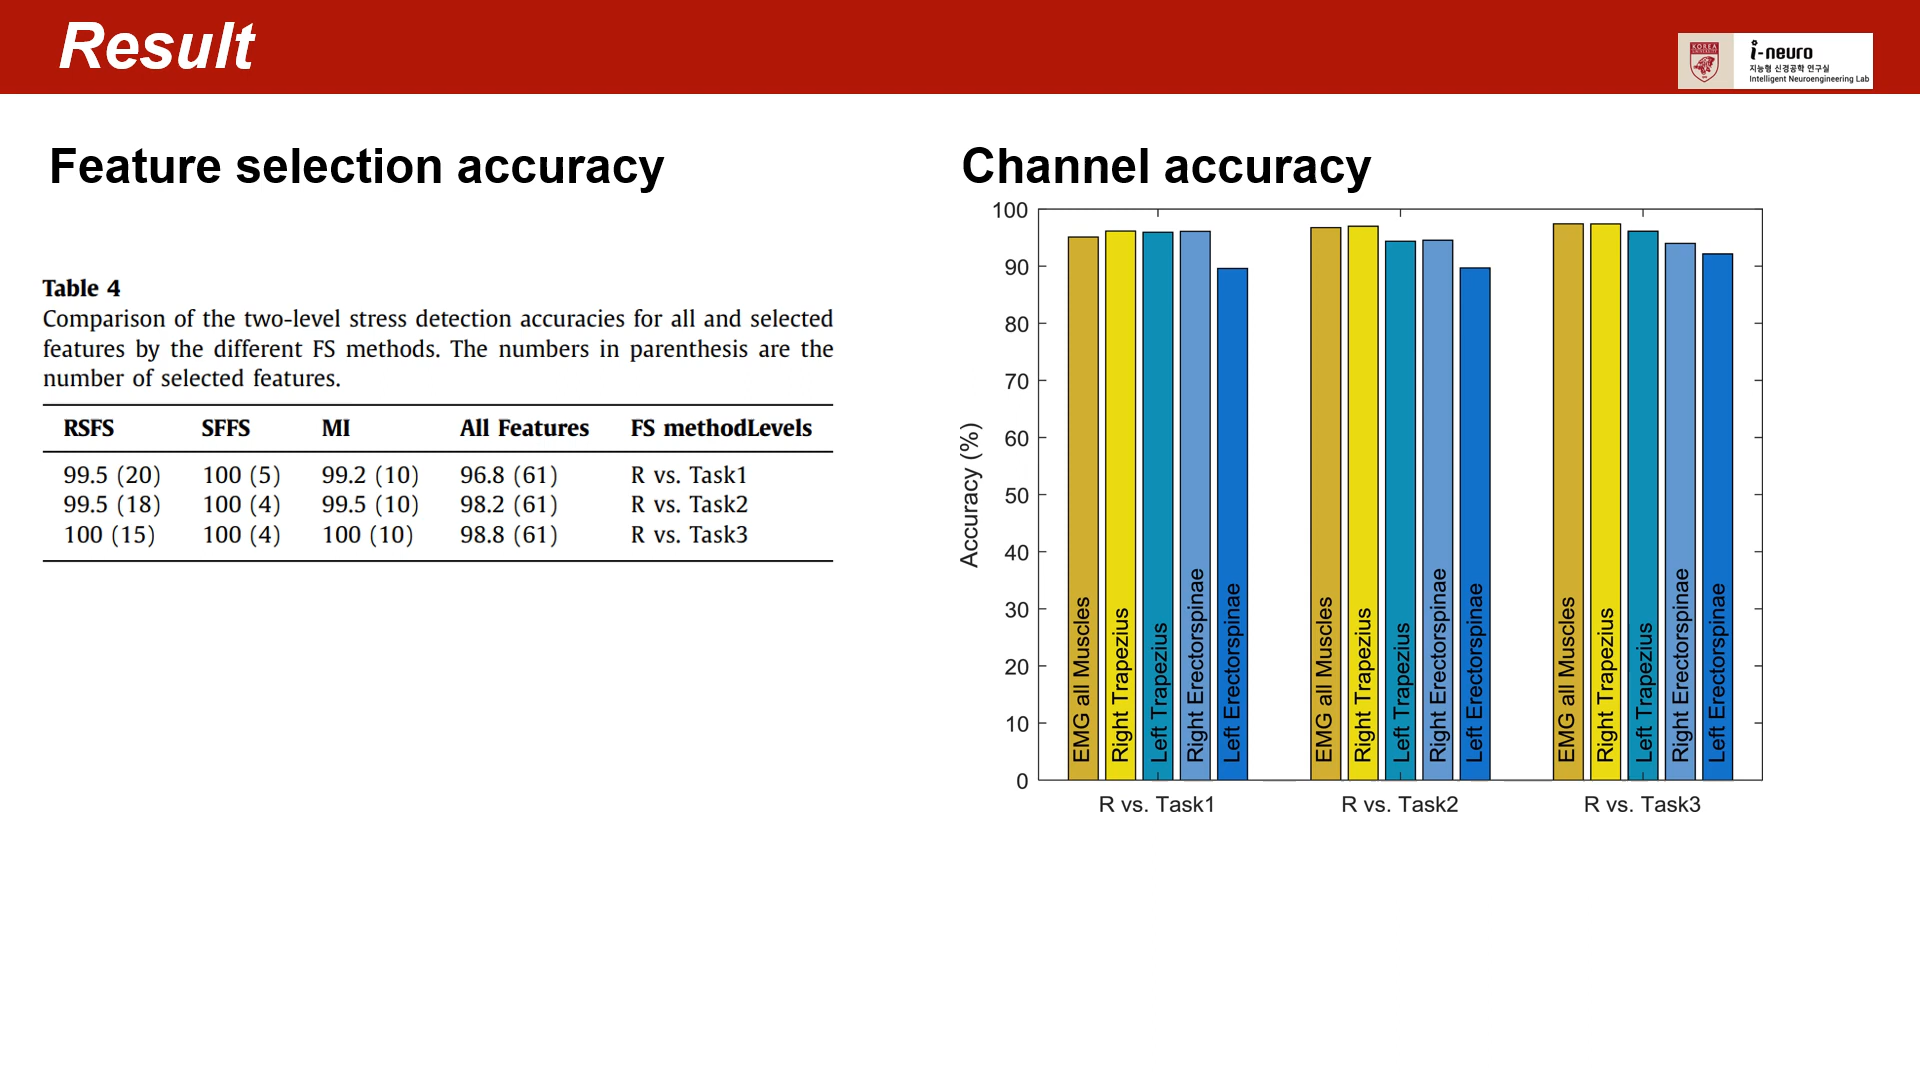 Result
KOREA
UNIVERSITY
i-neuro
지능형 신경공학 연구실
Intelligent Neuroengineering Lab
Feature selection accuracy
Table 4
Comparison of the two-level stress detection accuracies for all and selected
features by the different FS methods. The numbers in parenthesis are the
number of selected features.
RSFS SFFS MI All Features FS methodLevels
99.5 (20) 100 (5) 99.2 (10) 96.8 (61) R vs. Task1
99.5 (18) 100 (4) 99.5 (10) 98.2 (61) R vs. Task2
100 (15) 100 (4) 100 (10) 98.8 (61) R vs. Task3
Channel accuracy
Accuracy (%)
100
90
80
70
60
50
40
30
20
10
0
EMG all Muscles
Right Trapezius
Left Trapezius
Right Erectorspinae
Left Erectorspinae
EMG all Muscles
Right Trapezius
Left Trapezius
Right Erectorspinae
Left Erectorspinae
EMG all Muscles
Right Trapezius
Left Trapezius
Right Erectorspinae
Left Erectorspinae
R vs. Task1
R vs. Task2
R vs. Task3